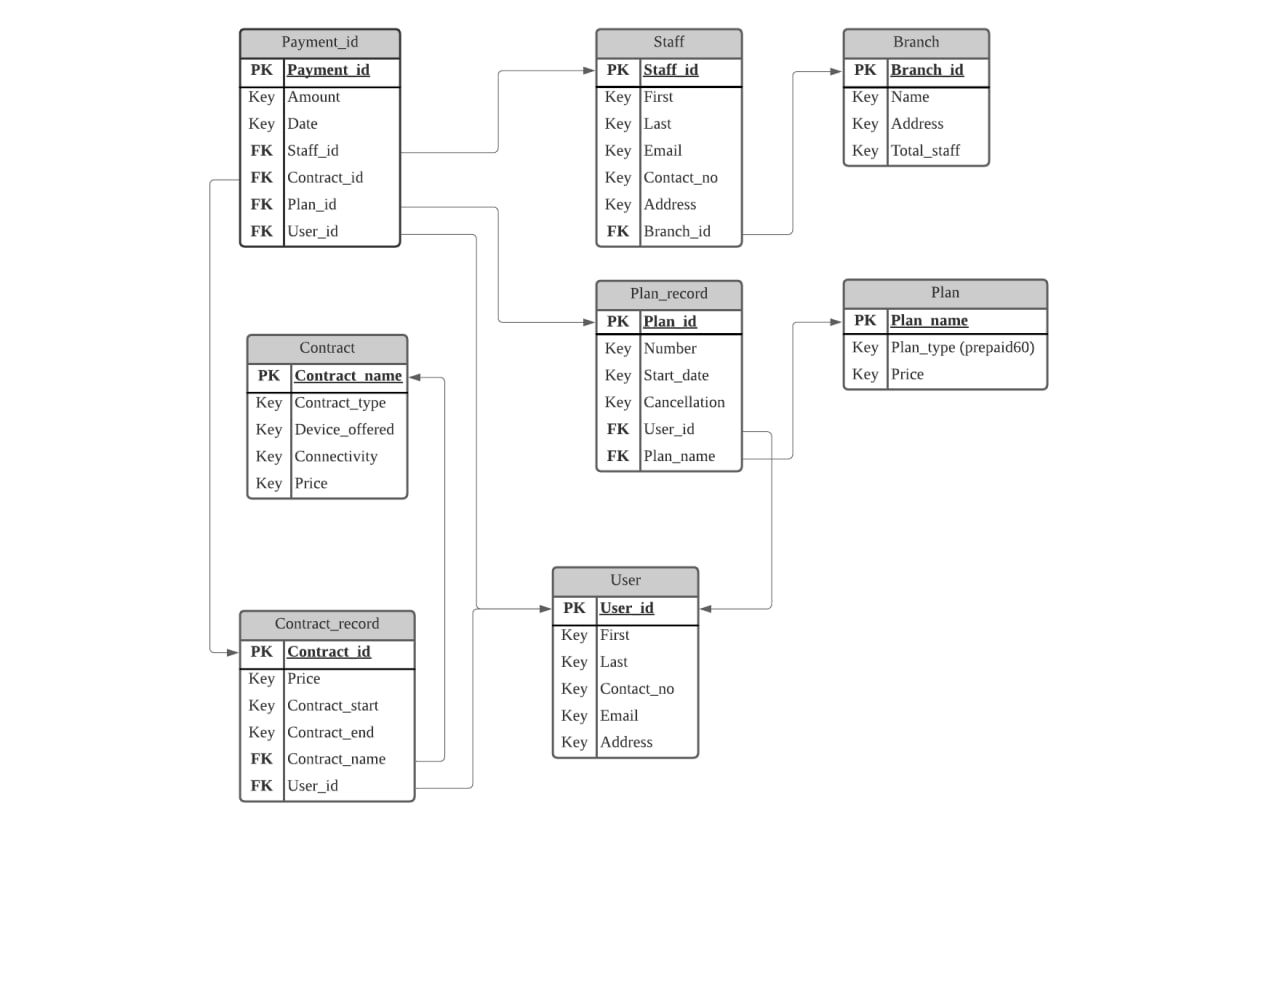 Payment_id
PK Payment_id
Key Amount
Key Date
FK Staff_id
FK Contract_id
FK Plan_id
FK User_id
Staff
PK Staff_id
Key First
Key Last
Key Email
Key Contact_no
Key Address
FK Branch_id
Branch
PK Branch_id
Key Name
Key Address
Key Total_staff
Plan_record
PK Plan_id
Key Number
Key Start_date
Key Cancellation
FK User_id
FK Plan_name
Plan
PK Plan_name
Key Plan_type (prepaid60)
Key Price
Contract
PK Contract_name
Key Contract_type
Key Device_offered
Key Connectivity
Key Price
User
PK User_id
Key First
Key Last
Key Contact_no
Key Email
Key Address
Contract_record
PK Contract_id
Key Price
Key Contract_start
Key Contract_end
FK Contract_name
FK User_id